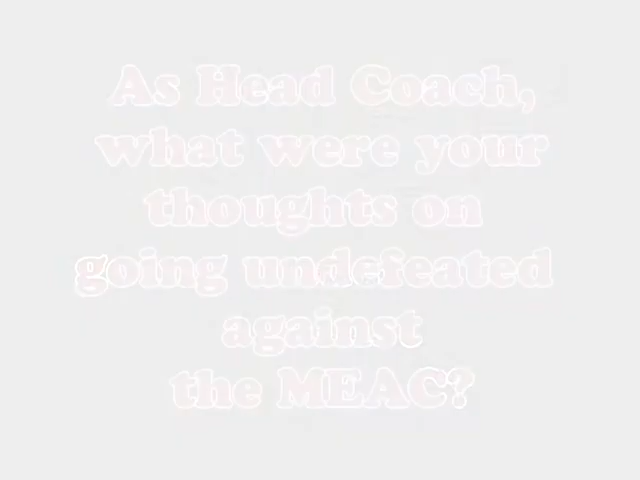 As Head Coach,
what were your
thoughts on
going undefeated
against
the MEAC?